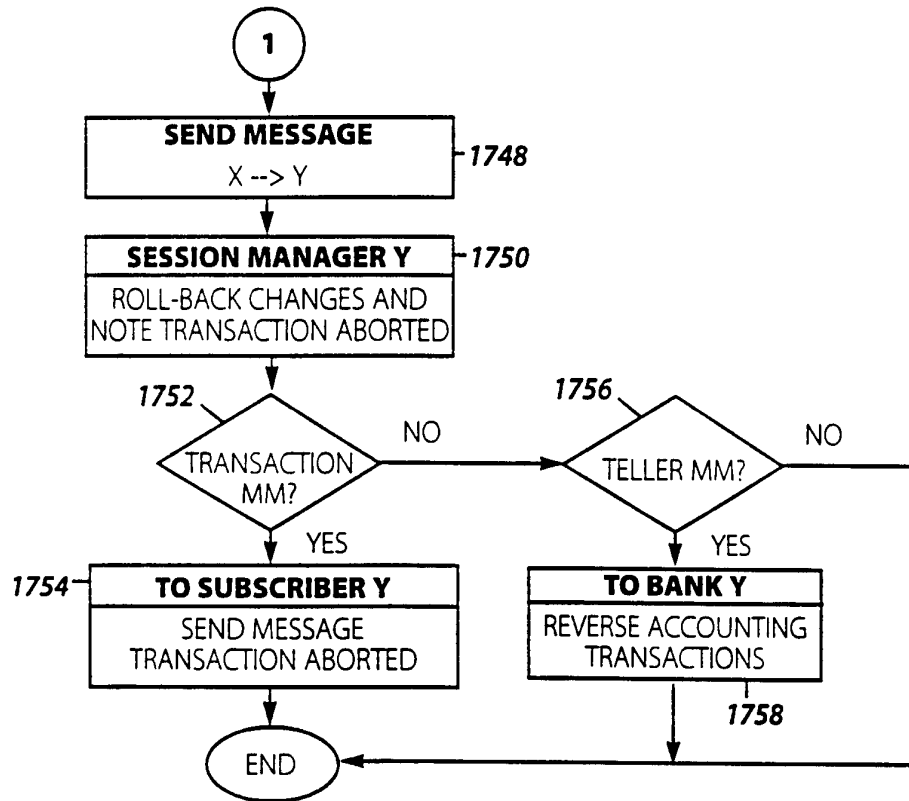 1
SEND MESSAGE
X --> Y
1748
SESSION MANAGER Y
1750
ROLL-BACK CHANGES AND
NOTE TRANSACTION ABORTED
1752
TRANSACTION
MM?
NO
YES
1756
TELLER MM?
NO
YES
1754
TO SUBSCRIBER Y
SEND MESSAGE
TRANSACTION ABORTED
TO BANK Y
REVERSE ACCOUNTING
TRANSACTIONS
1758
END